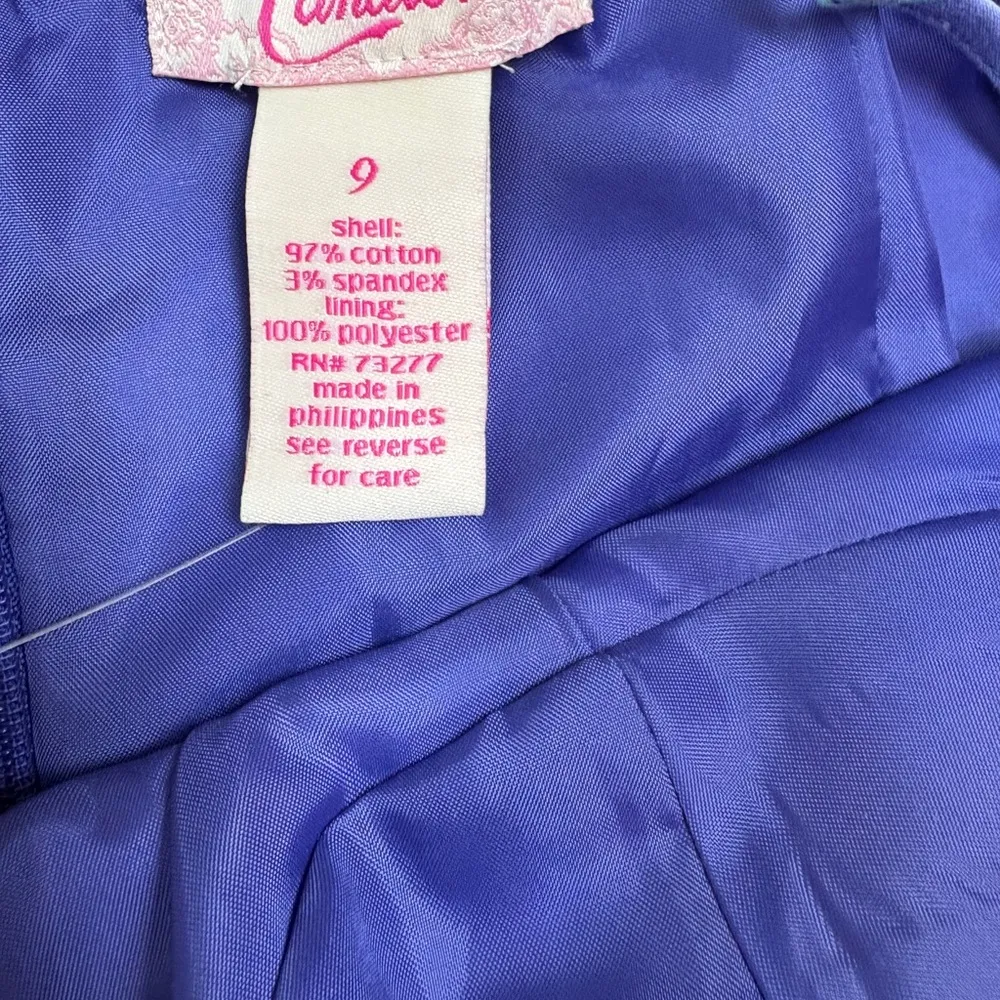 9
shell:
97% cotton
3% spandex
lining:
100% polyester
RN# 73277
made in
philippines
see reverse
for care